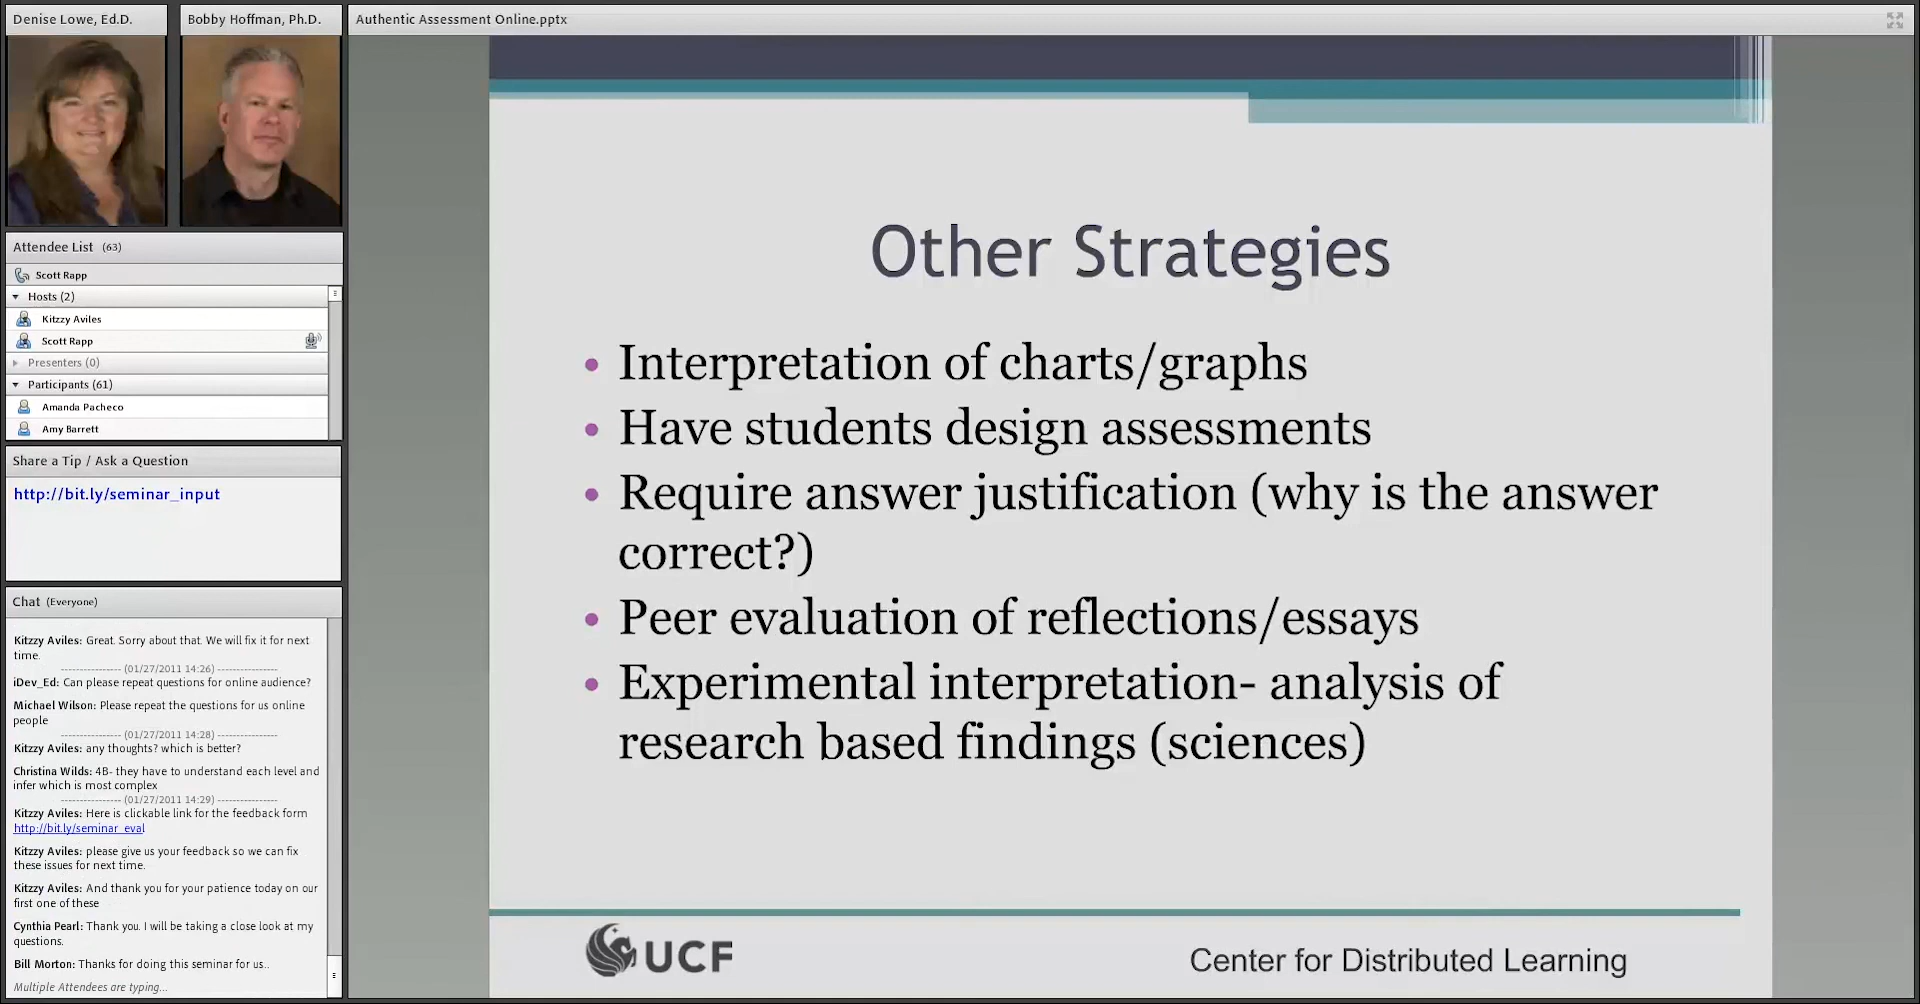 Denise Lowe, Ed.D.
Bobby Hoffman, Ph.D.
Authentic Assessment Online.pptx
Attendee List (63)
Scott Rapp
Hosts (2)
Kitzzy Aviles
Scott Rapp
Presenters (0)
Participants (61)
Amanda Pacheco
Amy Barrett
Share a Tip / Ask a Question
http://bit.ly/seminar_input
Chat (Everyone)
Kitzzy Aviles: Great. Sorry about that. We will fix it for next
time.
---------------- (01/27/2011 14:26) ----------------
iDev_Ed: Can please repeat questions for online audience?
Michael Wilson: Please repeat the questions for us online
people
---------------- (01/27/2011 14:28) ----------------
Kitzzy Aviles: any thoughts? which is better?
Christina Wilds: 4B- they have to understand each level and
infer which is most complex
---------------- (01/27/2011 14:29) ----------------
Kitzzy Aviles: Here is clickable link for the feedback form
http://bit.ly/seminar_eval
Kitzzy Aviles: please give us your feedback so we can fix
these issues for next time.
Kitzzy Aviles: And thank you for your patience today on our
first one of these
Cynthia Pearl: Thank you. I will be taking a close look at my
questions.
Bill Morton: Thanks for doing this seminar for us..
Multiple Attendees are typing...
Other Strategies
• Interpretation of charts/graphs
• Have students design assessments
• Require answer justification (why is the answer
correct?)
• Peer evaluation of reflections/essays
• Experimental interpretation- analysis of
research based findings (sciences)
UCF
Center for Distributed Learning